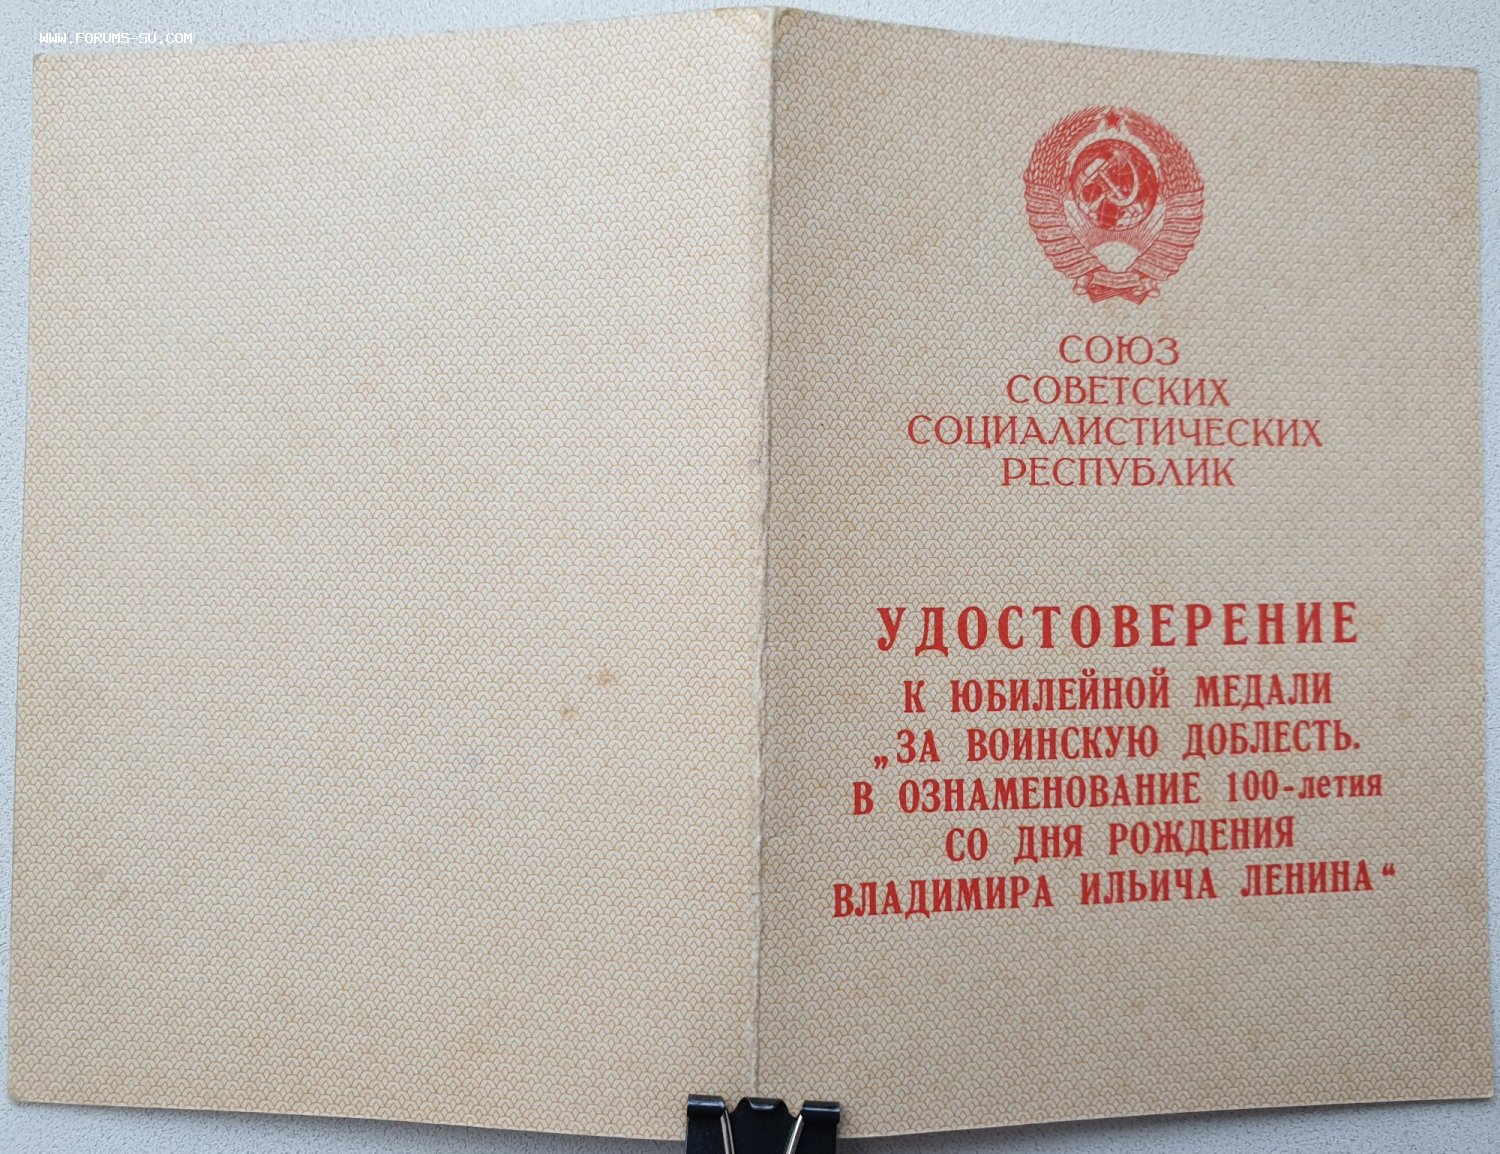 WWW.FORUMS-SU.COM
СОЮЗ
СОВЕТСКИХ
СОЦИАЛИСТИЧЕСКИХ
РЕСПУБЛИК
УДОСТОВЕРЕНИЕ
К ЮБИЛЕЙНОЙ МЕДАЛИ
„ЗА ВОИНСКУЮ ДОБЛЕСТЬ.
В ОЗНАМЕНОВАНИЕ 100-летия
СО ДНЯ РОЖДЕНИЯ
ВЛАДИМИРА ИЛЬИЧА ЛЕНИНА“